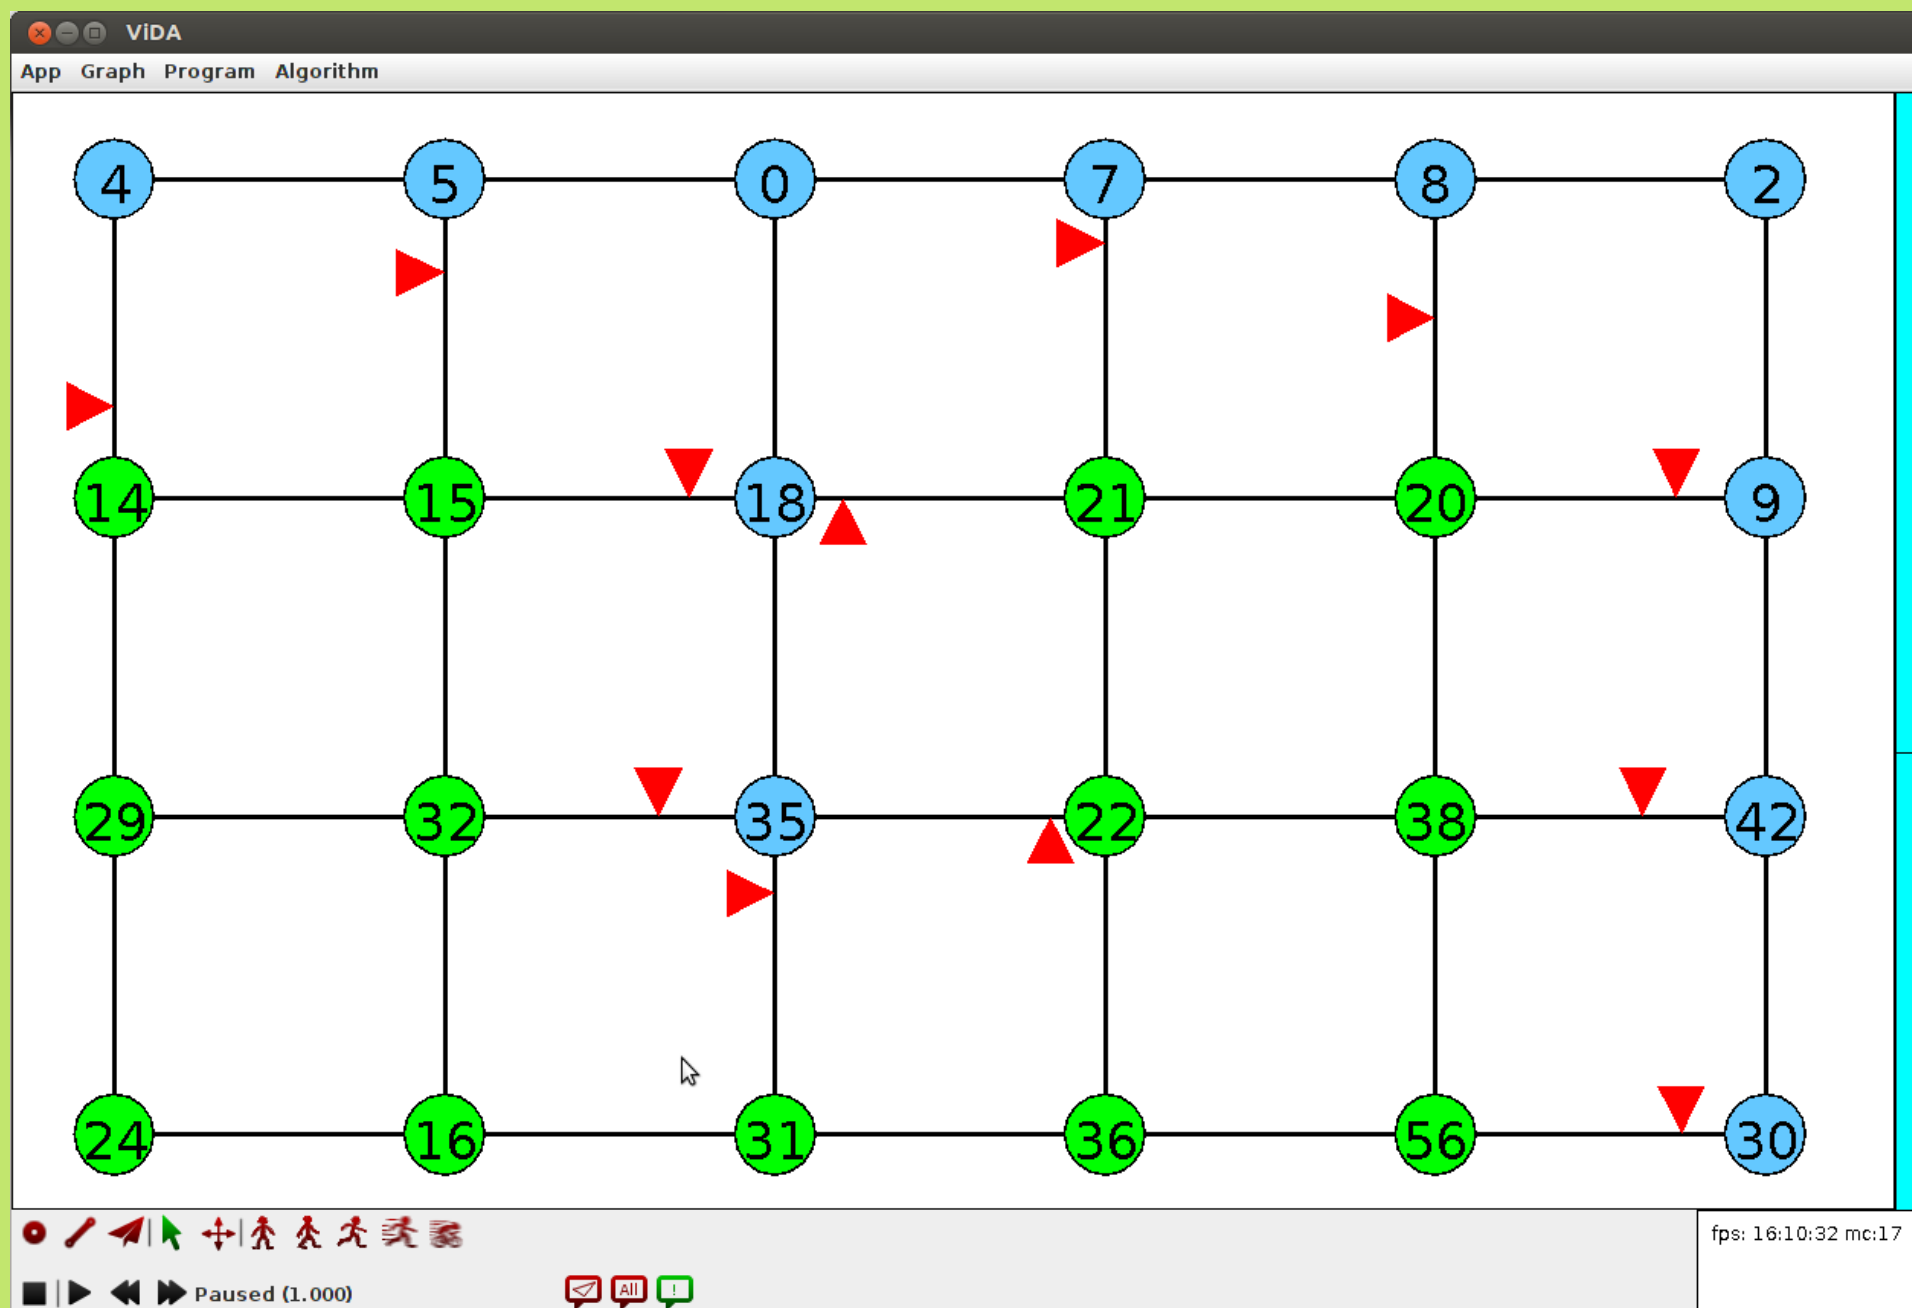 ViDA
App Graph Program Algorithm
4 5 0 7 8 2
14 15 18 21 20 9
29 32 35 22 38 42
24 16 31 36 56 30
fps: 16:10:32 mc:17
Paused (1.000)
All !